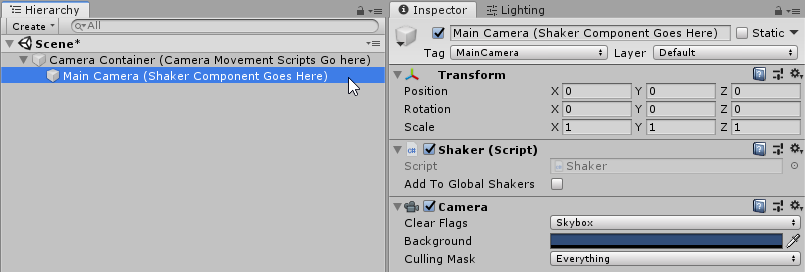 Hierarchy
Create
All
Scene*
Camera Container (Camera Movement Scripts Go here)
Main Camera (Shaker Component Goes Here)
Inspector
Lighting
Main Camera (Shaker Component Goes Here)
Static
Tag MainCamera Layer Default
Transform
Position X 0 Y 0 Z 0
Rotation X 0 Y 0 Z 0
Scale X 1 Y 1 Z 1
c#
Shaker (Script)
Script Shaker
Add To Global Shakers
Camera
Clear Flags Skybox
Background
Culling Mask Everything